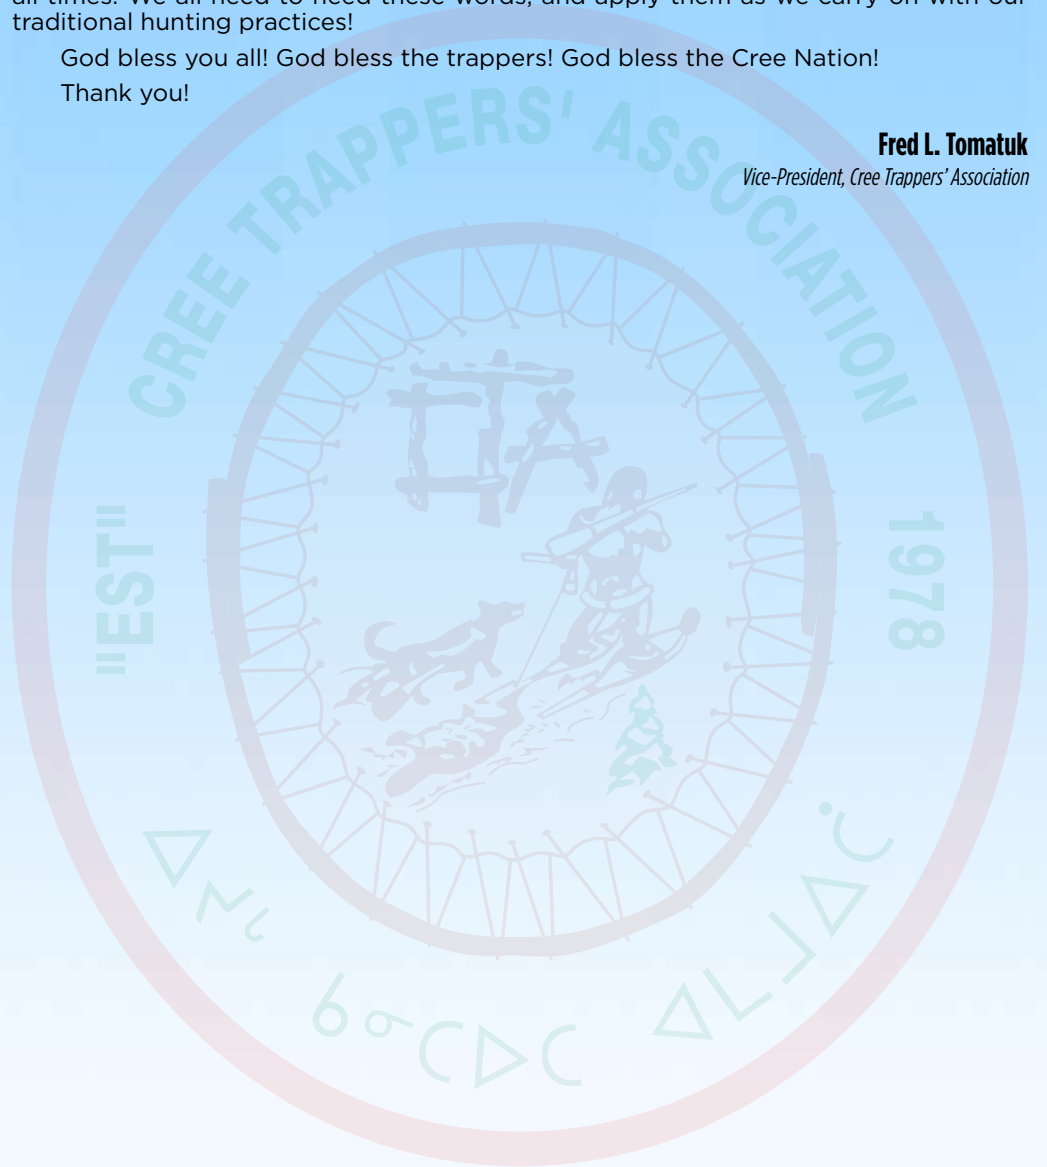 all times. We all need to heed these words, and apply them as we carry on with our
traditional hunting practices!
God bless you all! God bless the trappers! God bless the Cree Nation!
Thank you!
Fred L. Tomatuk
Vice-President, Cree Trappers' Association
CREE TRAPPERS' ASSOCIATION
CTA
"EST"
1978
ᑲᓂᑕᐅᑕ